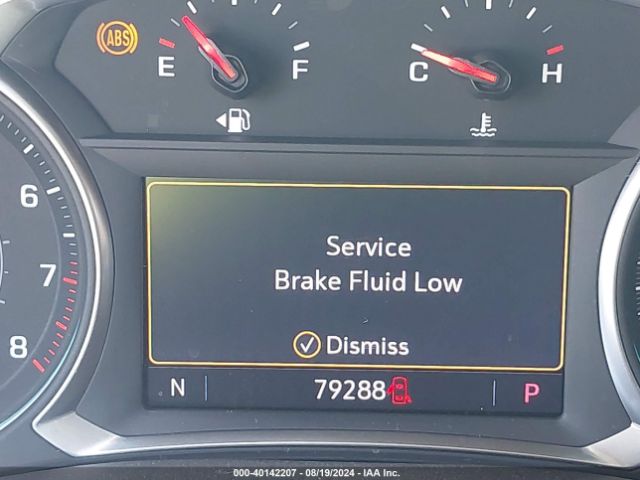 ABS
E F
C H
6
7
8
Service
Brake Fluid Low
Dismiss
N 79288 P
000-40142207 - 08/19/2024 - IAA Inc.